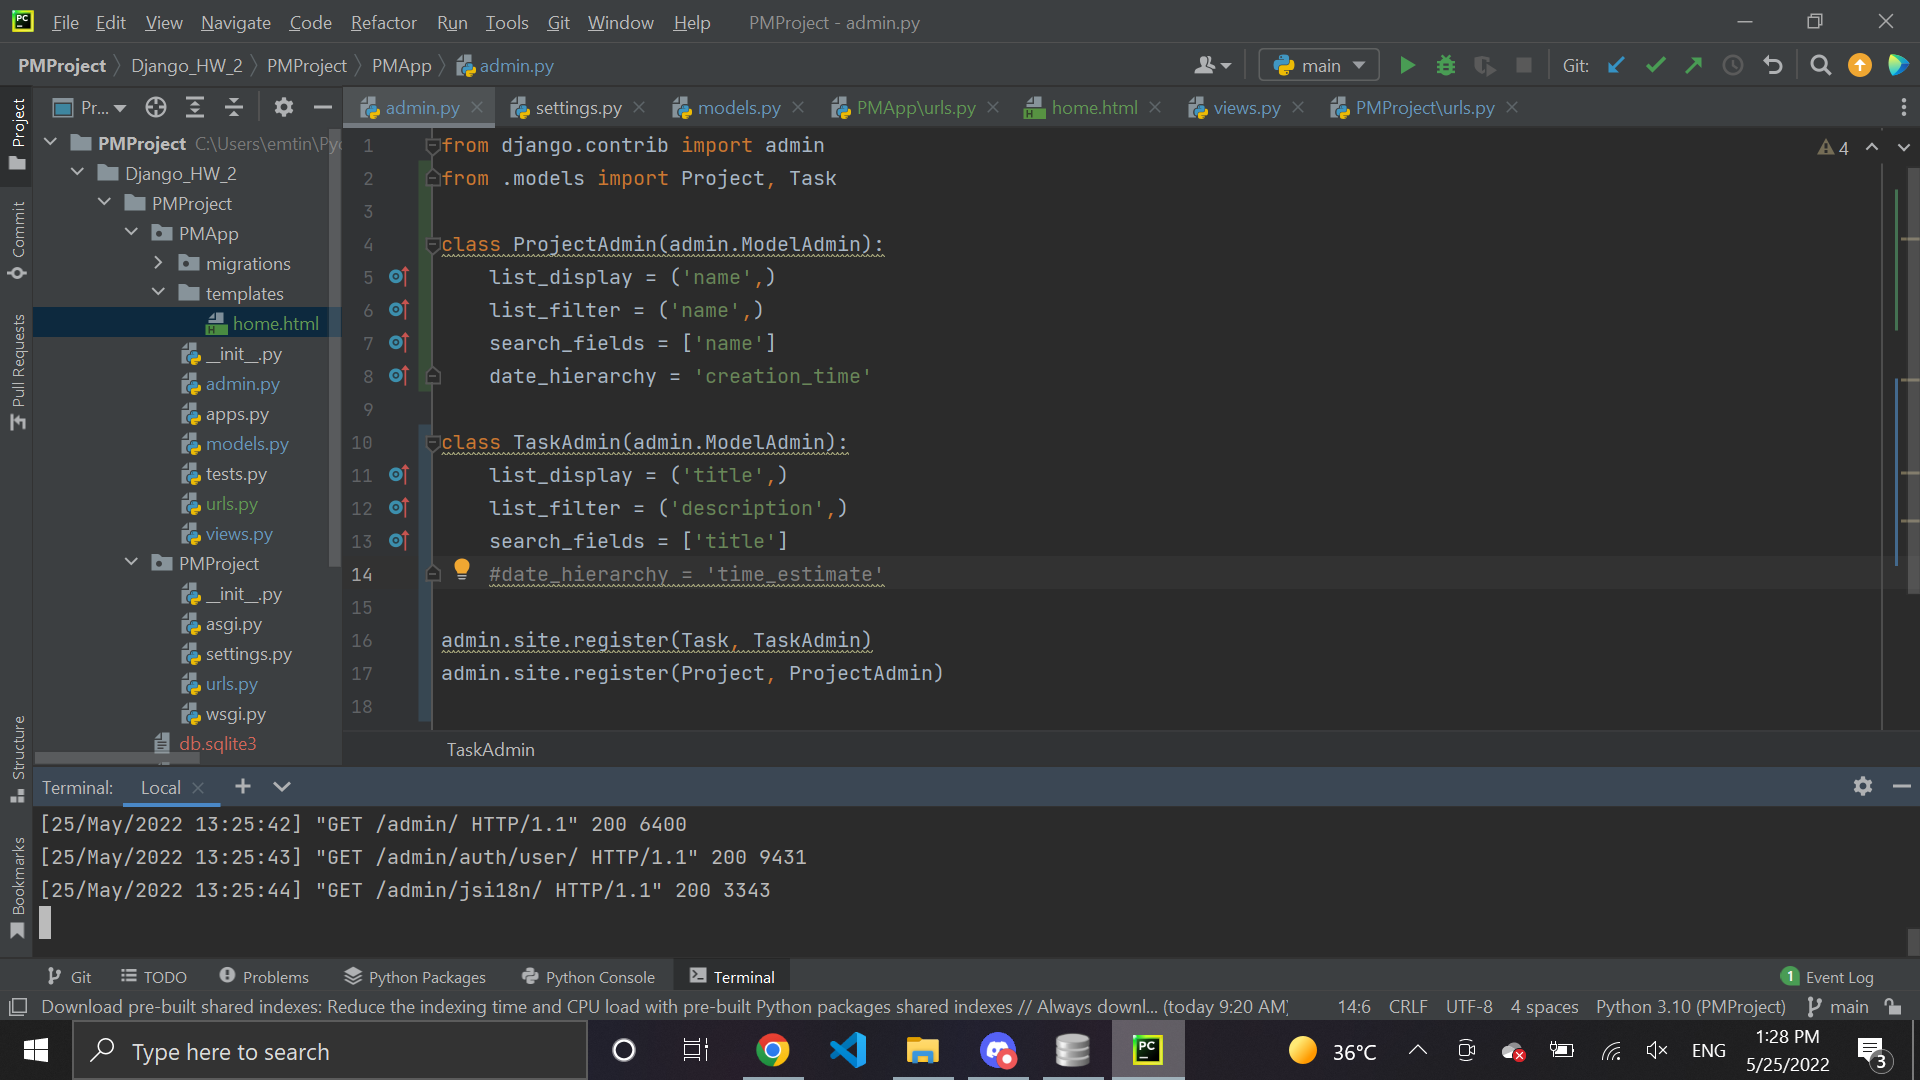 File Edit View Navigate Code Refactor Run Tools Git Window Help PMProject - admin.py
PMProject Django_HW_2 PMProject PMApp admin.py main Git:
Pr... admin.py settings.py models.py PMApp\urls.py home.html views.py PMProject\urls.py
Project
Commit
Pull Requests
Structure
Bookmarks
PMProject C:\Users\emtin\Pyc
Django_HW_2
PMProject
PMApp
migrations
templates
home.html
__init__.py
admin.py
apps.py
models.py
tests.py
urls.py
views.py
PMProject
__init__.py
asgi.py
settings.py
urls.py
wsgi.py
db.sqlite3
4
1 from django.contrib import admin
2 from .models import Project, Task
3
4 class ProjectAdmin(admin.ModelAdmin):
5 list_display = ('name',)
6 list_filter = ('name',)
7 search_fields = ['name']
8 date_hierarchy = 'creation_time'
9
10 class TaskAdmin(admin.ModelAdmin):
11 list_display = ('title',)
12 list_filter = ('description',)
13 search_fields = ['title']
14 #date_hierarchy = 'time_estimate'
15
16 admin.site.register(Task, TaskAdmin)
17 admin.site.register(Project, ProjectAdmin)
18
TaskAdmin
Terminal: Local
[25/May/2022 13:25:42] "GET /admin/ HTTP/1.1" 200 6400
[25/May/2022 13:25:43] "GET /admin/auth/user/ HTTP/1.1" 200 9431
[25/May/2022 13:25:44] "GET /admin/jsi18n/ HTTP/1.1" 200 3343
Git TODO Problems Python Packages Python Console Terminal 1 Event Log
Download pre-built shared indexes: Reduce the indexing time and CPU load with pre-built Python packages shared indexes // Always downl... (today 9:20 AM) 14:6 CRLF UTF-8 4 spaces Python 3.10 (PMProject) main
Type here to search PC 36°C ENG 1:28 PM
5/25/2022 3